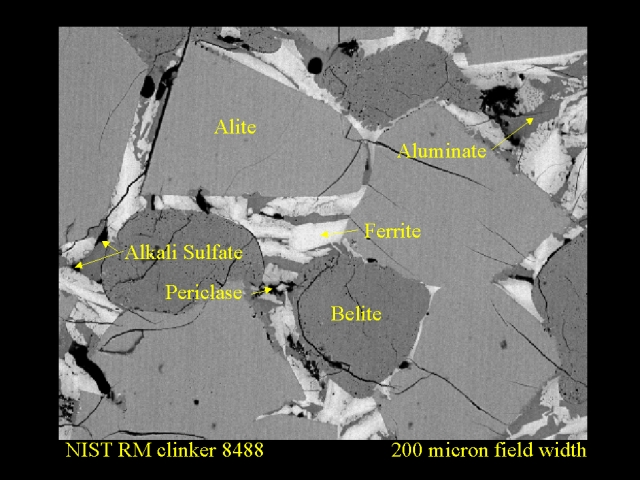 Alite
Aluminate
Ferrite
Alkali Sulfate
Periclase
Belite
NIST RM clinker 8488
200 micron field width